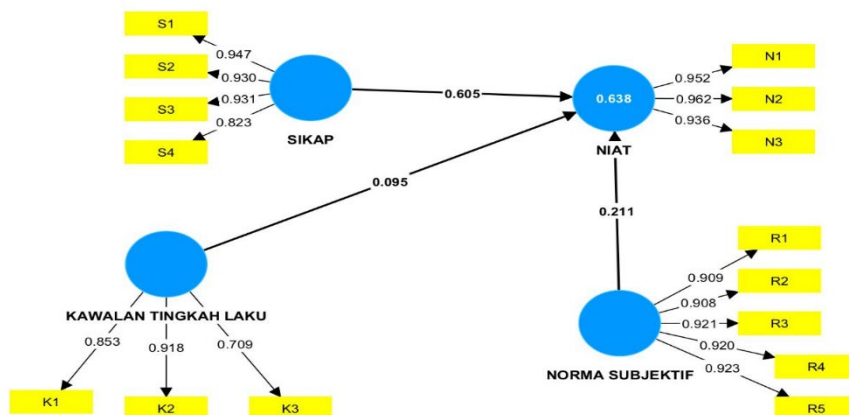 S1
S2
S3
S4
0.947
0.930
0.931
0.823
SIKAP
0.605
0.638
NIAT
0.952
0.962
0.936
N1
N2
N3
0.095
0.211
KAWALAN TINGKAH LAKU
0.853
0.918
0.709
K1
K2
K3
NORMA SUBJEKTIF
0.909
0.908
0.921
0.920
0.923
R1
R2
R3
R4
R5